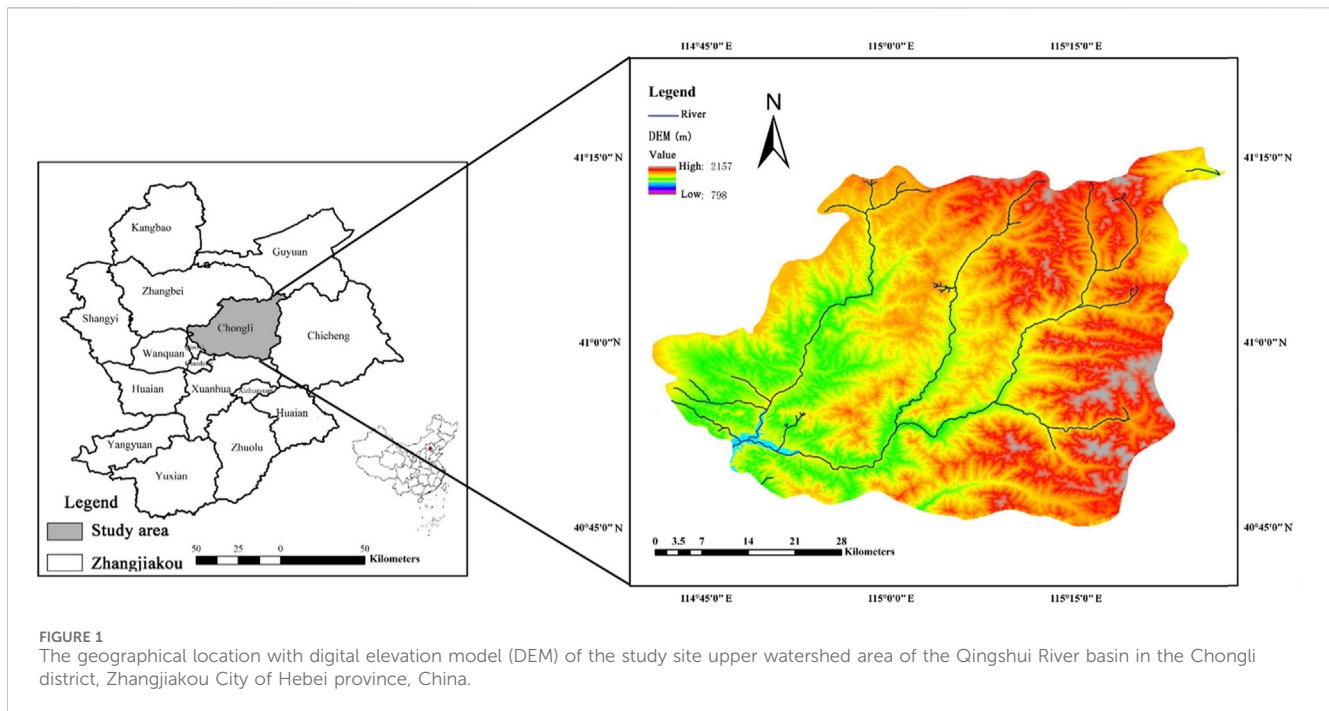 114°45'0" E
115°0'0" E
115°15'0" E
Legend
River
DEM (m)
Value
High: 2157
Low: 798
N
41°15'0" N
41°15'0" N
41°0'0" N
41°0'0" N
40°45'0" N
40°45'0" N
0 3.5 7 14 21 28
Kilometers
114°45'0" E
115°0'0" E
115°15'0" E
Kangbao
Guyuan
Zhangbei
Shangyi
Chongli
Chicheng
Wanquan
Huaian
Xuanhua
Huaian
Yangyuan
Zhuolu
Yuxian
Legend
Study area
Zhangjiakou
50 25 0 50
Kilometers
FIGURE 1
The geographical location with digital elevation model (DEM) of the study site upper watershed area of the Qingshui River basin in the Chongli
district, Zhangjiakou City of Hebei province, China.